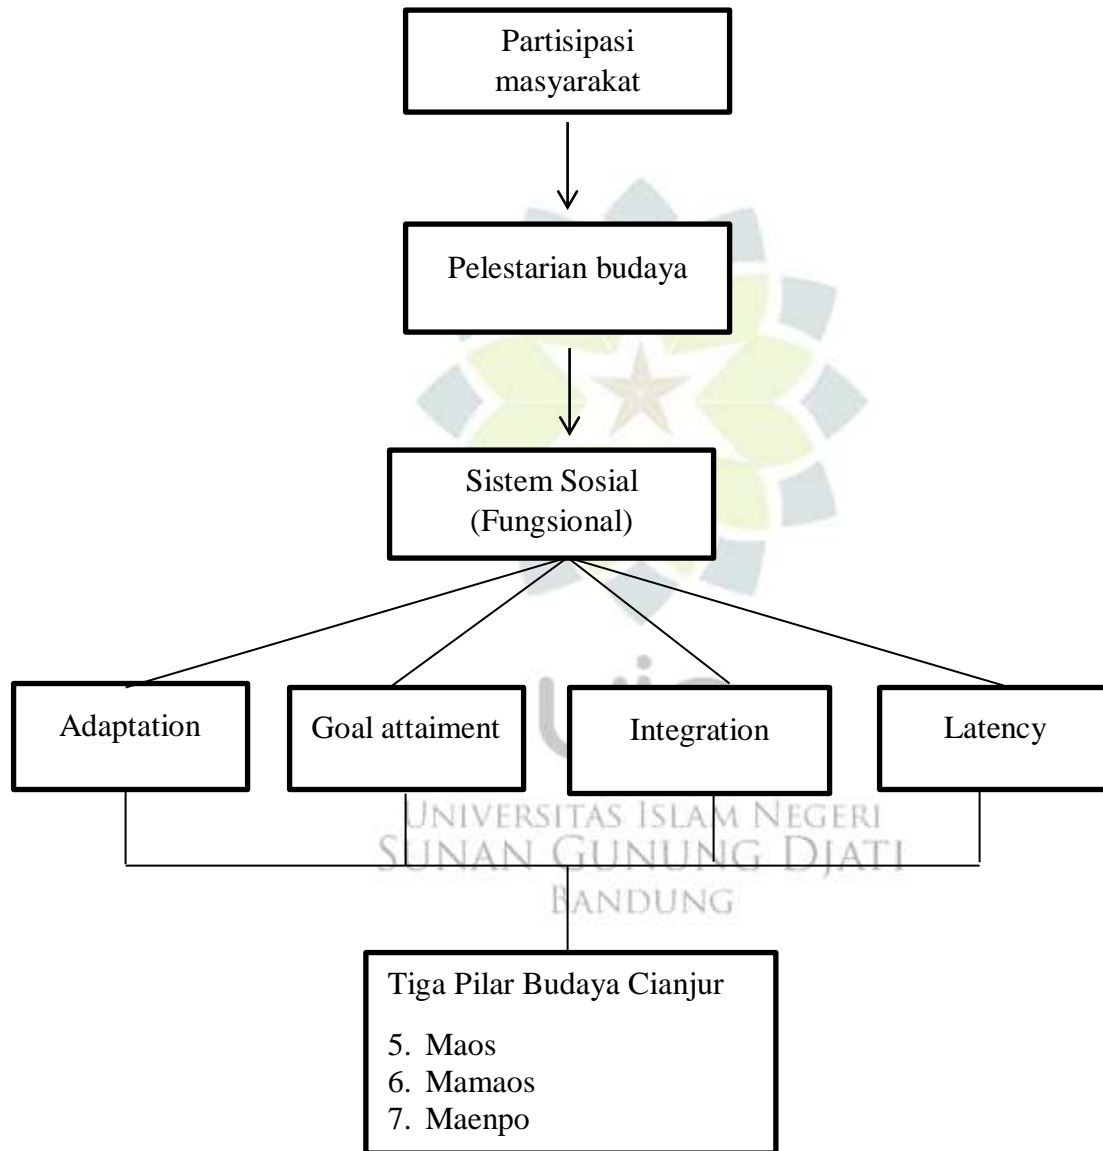 Partisipasi
masyarakat
Pelestarian budaya
Sistem Sosial
(Fungsional)
Adaptation
Goal attaiment
Integration
Latency
UNIVERSITAS ISLAM NEGERI
SUNAN GUNUNG DJATI
BANDUNG
Tiga Pilar Budaya Cianjur
5. Maos
6. Mamaos
7. Maenpo